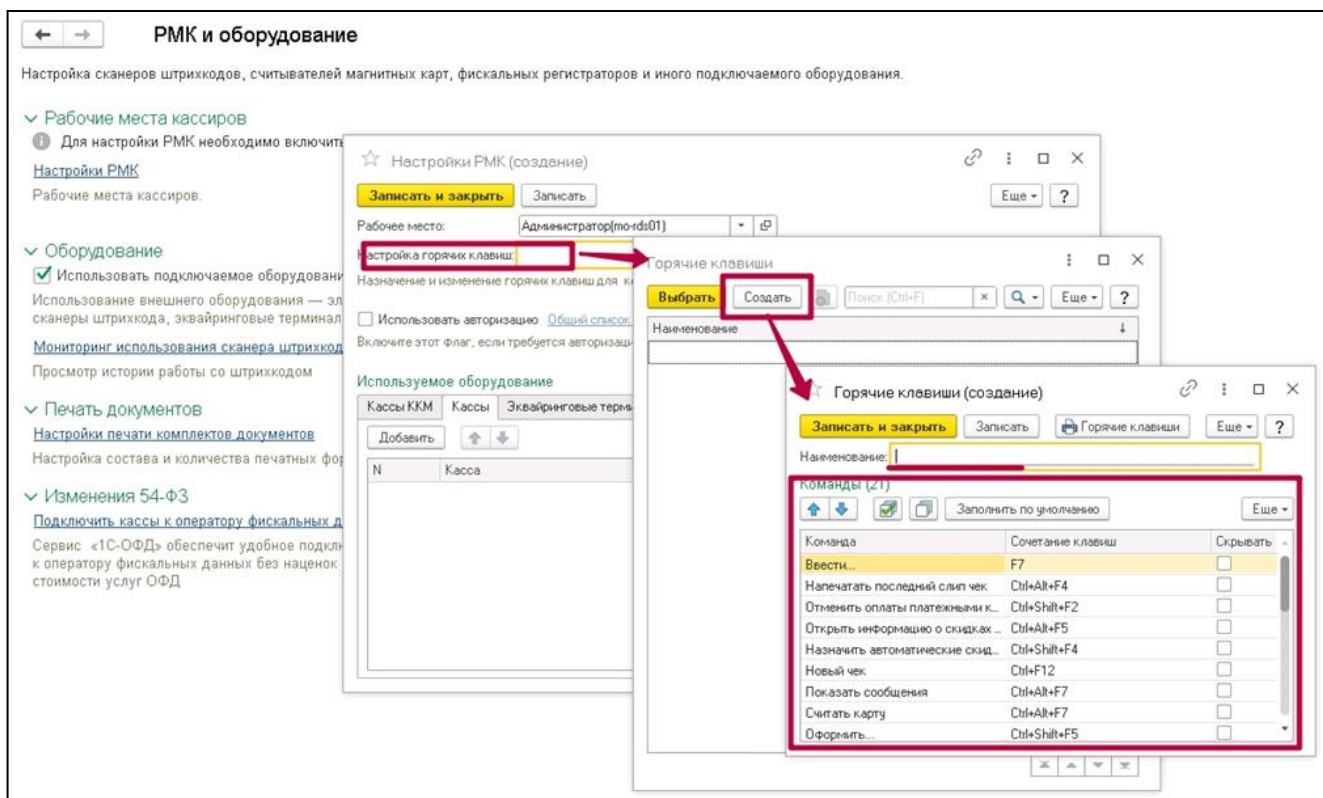 РМК и оборудование
Настройка сканеров штрихкодов, считывателей магнитных карт, фискальных регистраторов и иного подключаемого оборудования.
Рабочие места кассиров
Для настройки РМК необходимо включить
Настройки РМК
Рабочие места кассиров.
Оборудование
Использовать подключаемое оборудовани
Использование внешнего оборудования — эл
сканеры штрихкода, эквайринговые терминал
Мониторинг использования сканера штрихкод
Просмотр истории работы со штрихкодом
Печать документов
Настройки печати комплектов документов
Настройка состава и количества печатных фор
Изменения 54-ФЗ
Подключить кассы к оператору фискальных д
Сервис «1С-ОФД» обеспечит удобное подклю
к оператору фискальных данных без наценок
стоимости услуг ОФД
Настройки РМК (создание)
Записать и закрыть Записать Еще ?
Рабочее место: Администратор(mo-rds01)
Настройка горячих клавиш:
Назначение и изменение горячих клавиш для к
Использовать авторизацию Общий список
Включите этот флаг, если требуется авторизаци
Используемое оборудование
Кассы ККМ Кассы Эквайринговые терми
Добавить
N Касса
Горячие клавиши
Выбрать Создать Поиск (Ctrl+F) × Еще ?
Наименование ↓
Горячие клавиши (создание)
Записать и закрыть Записать Горячие клавиши Еще ?
Наименование:
Команды (21)
Заполнить по умолчанию Еще
Команда Сочетание клавиш Скрывать
Ввести... F7
Напечатать последний слип чек Ctrl+Alt+F4
Отменить оплаты платежными к... Ctrl+Shift+F2
Открыть информацию о скидках ... Ctrl+Alt+F5
Назначить автоматические скид... Ctrl+Shift+F4
Новый чек Ctrl+F12
Показать сообщения Ctrl+Alt+F7
Считать карту Ctrl+Alt+F7
Оформить... Ctrl+Shift+F5